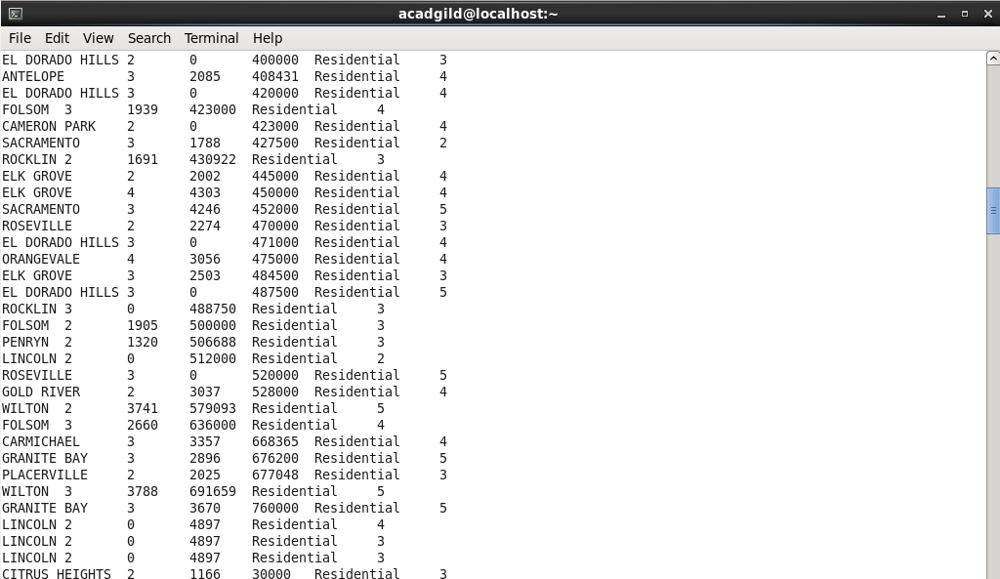 acadgild@localhost:~
File Edit View Search Terminal Help
EL DORADO HILLS 2 0 400000 Residential 3
ANTELOPE 3 2085 408431 Residential 4
EL DORADO HILLS 3 0 420000 Residential 4
FOLSOM 3 1939 423000 Residential 4
CAMERON PARK 2 0 423000 Residential 4
SACRAMENTO 3 1788 427500 Residential 2
ROCKLIN 2 1691 430922 Residential 3
ELK GROVE 2 2002 445000 Residential 4
ELK GROVE 4 4303 450000 Residential 4
SACRAMENTO 3 4246 452000 Residential 5
ROSEVILLE 2 2274 470000 Residential 3
EL DORADO HILLS 3 0 471000 Residential 4
ORANGEVALE 4 3056 475000 Residential 4
ELK GROVE 3 2503 484500 Residential 3
EL DORADO HILLS 3 0 487500 Residential 5
ROCKLIN 3 0 488750 Residential 3
FOLSOM 2 1905 500000 Residential 3
PENRYN 2 1320 506688 Residential 3
LINCOLN 2 0 512000 Residential 2
ROSEVILLE 3 0 520000 Residential 5
GOLD RIVER 2 3037 528000 Residential 4
WILTON 2 3741 579093 Residential 5
FOLSOM 3 2660 636000 Residential 4
CARMICHAEL 3 3357 668365 Residential 4
GRANITE BAY 3 2896 676200 Residential 5
PLACERVILLE 2 2025 677048 Residential 3
WILTON 3 3788 691659 Residential 5
GRANITE BAY 3 3670 760000 Residential 5
LINCOLN 2 0 4897 Residential 4
LINCOLN 2 0 4897 Residential 3
LINCOLN 2 0 4897 Residential 3
CITRUS HEIGHTS 2 1166 30000 Residential 3